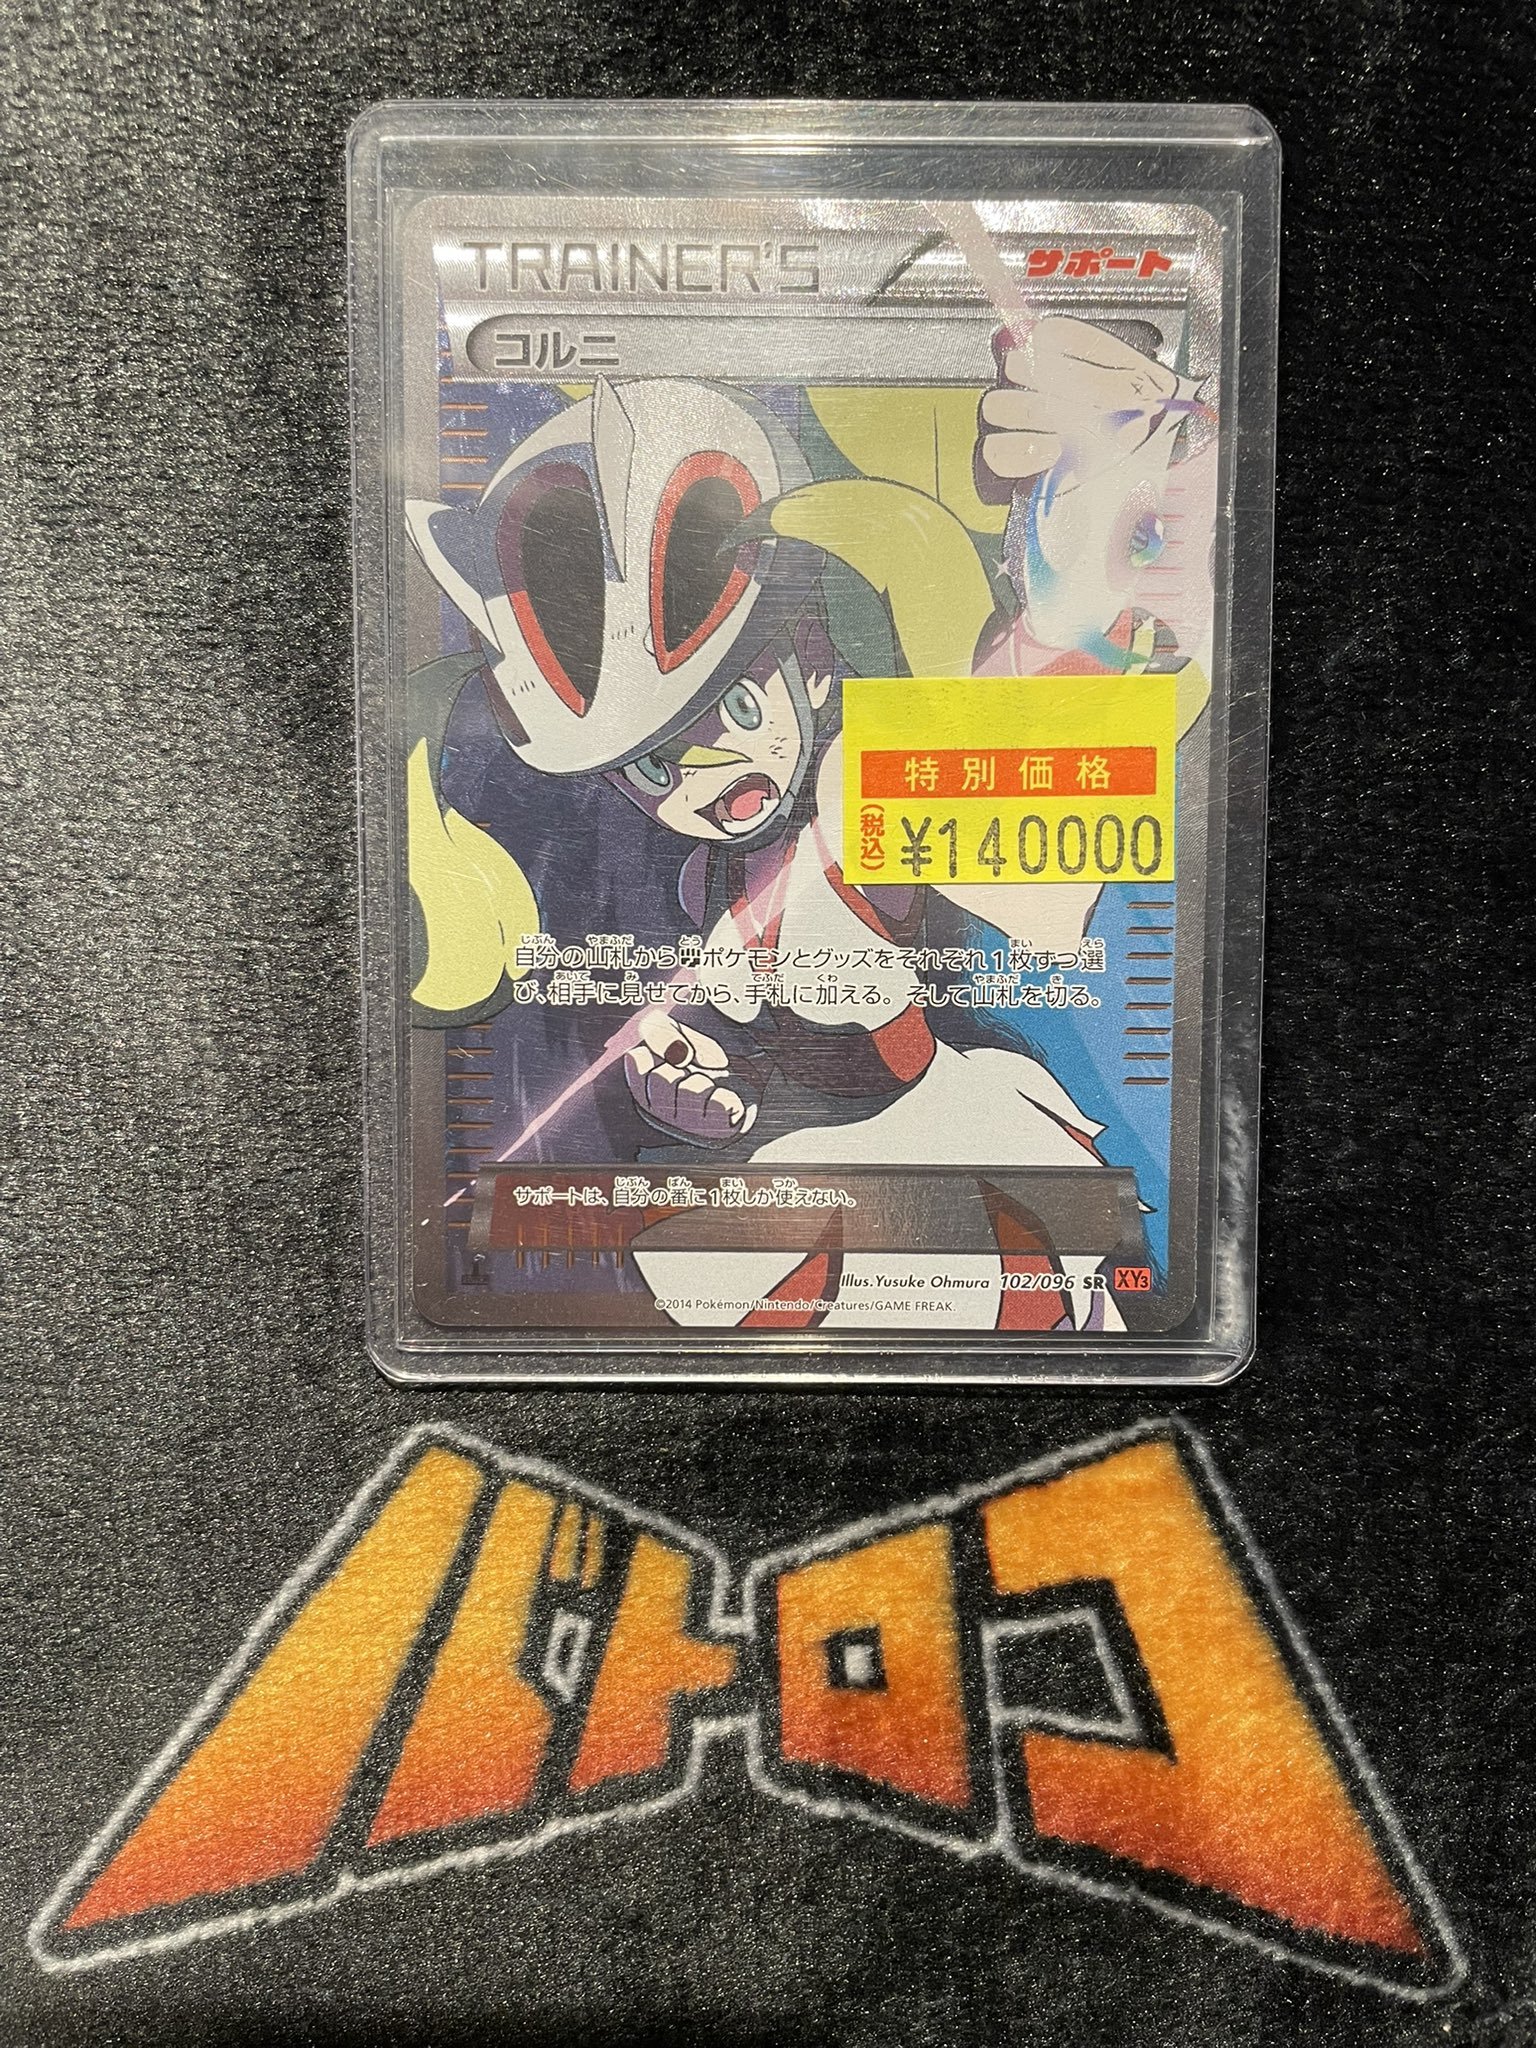 TRAINER'S
サポート
コルニ
特別価格
(税込) ¥140000
自分の山札からポケモンとグッズをそれぞれ1枚ずつ選
び、相手に見せてから、手札に加える。そして山札を切る。
サポートは、自分の番に1枚しか使えない。
Illus.Yusuke Ohmura 102/096 SR XY3
©2014 Pokémon/Nintendo/Creatures/GAME FREAK.
バトロコ